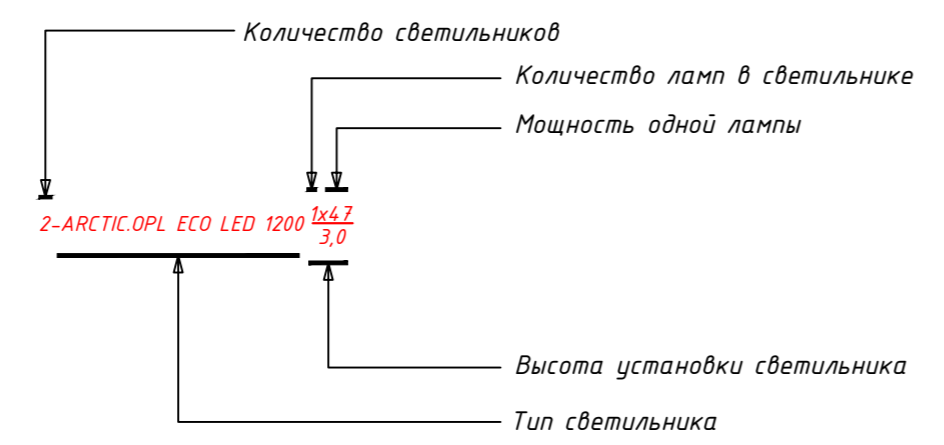 Количество светильников
Количество ламп в светильнике
Мощность одной лампы
2-ARCTIC.OPL ECO LED 1200 1x47
3,0
Высота установки светильника
Тип светильника